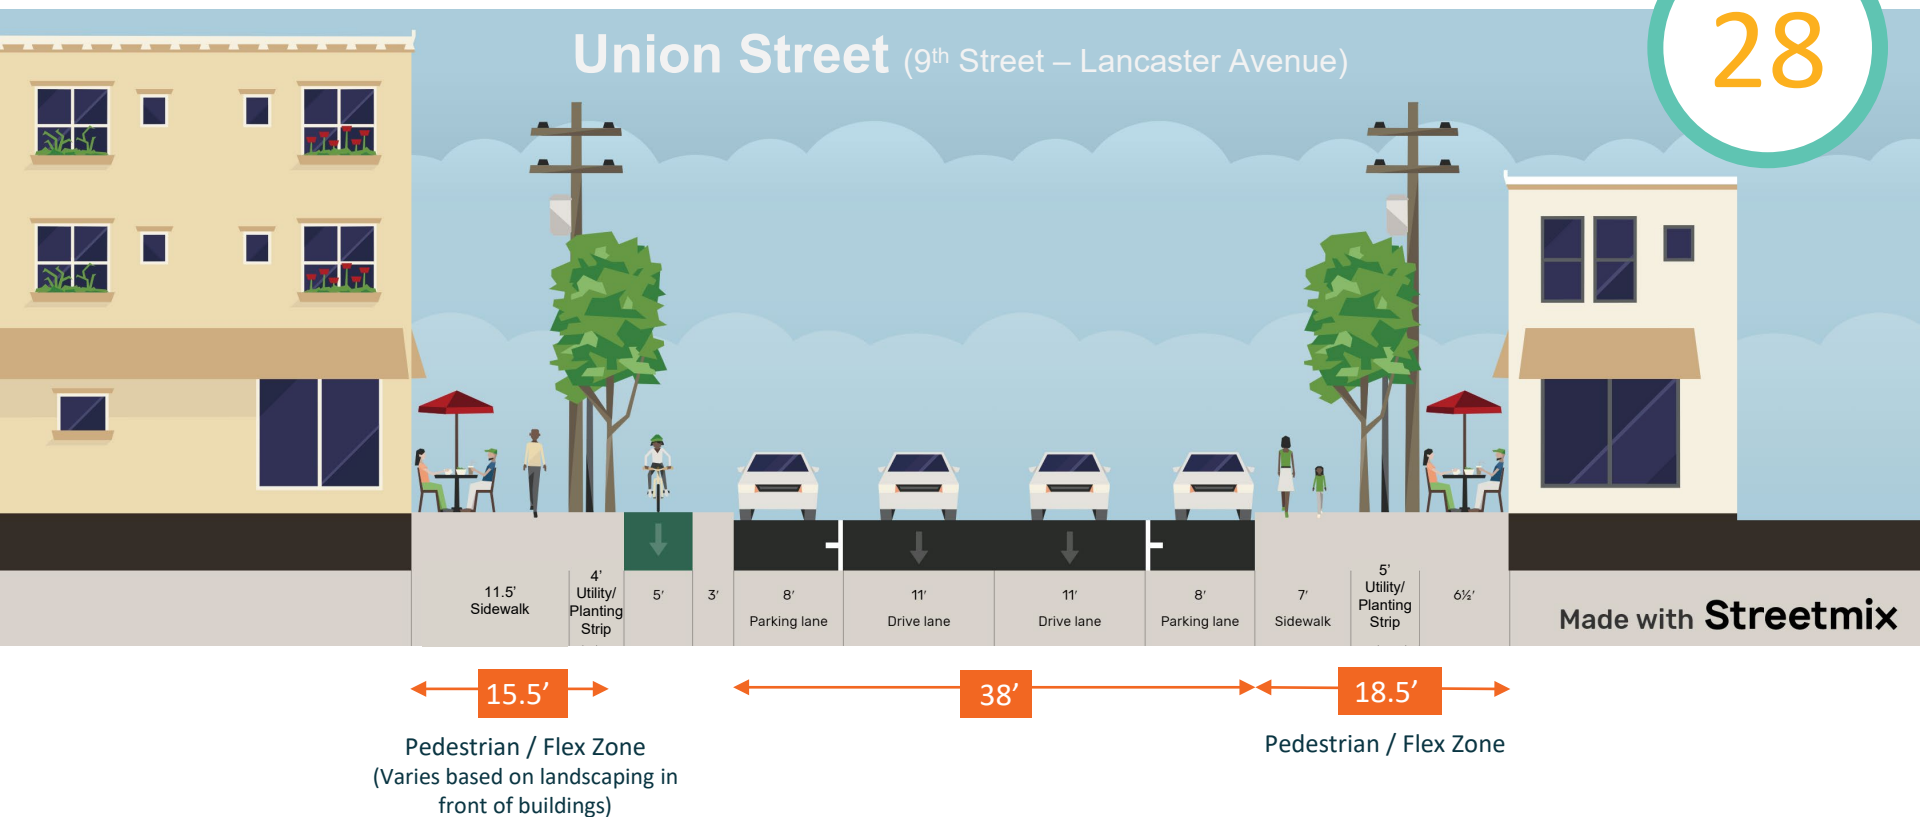 28
Union Street (9th Street – Lancaster Avenue)
11.5'
Sidewalk
4'
Utility/
Planting
Strip
5'
3'
8'
Parking lane
11'
Drive lane
11'
Drive lane
8'
Parking lane
7'
Sidewalk
5'
Utility/
Planting
Strip
6½'
Made with Streetmix
15.5'
38'
18.5'
Pedestrian / Flex Zone
(Varies based on landscaping in
front of buildings)
Pedestrian / Flex Zone